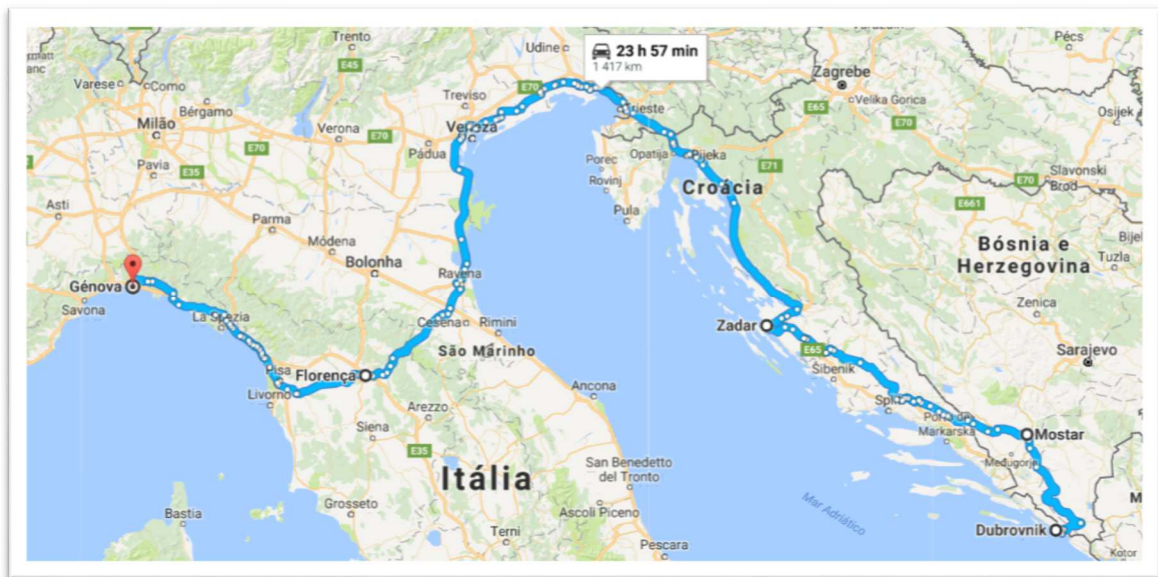 Trento
Udine
23 h 57 min
1 417 km
Pécs
Varese
Como
E45
E70
Treviso
Zagrebe
Velika Gorica
E65
E70
Osijek
Bérgamo
Milão
Verona
E70
Veneza
Pádua
Pavia
E70
E35
Opatija
Rijeka
E71
Slavonski
Brod
E70
Porec
Rovinj
Croácia
E661
Asti
Parma
Pula
Módena
Bolonha
Bósnia e
Herzegovina
Tuzla
Génova
Ravena
Savona
La Spezia
Cesena
Rimini
Zadar
Zenica
São Marinho
E65
Sarajevo
Pisa
Florença
Šibenik
Livorno
Ancona
Arezzo
Siena
Makarska
Mostar
E35
Međugorje
San Benedetto
del Tronto
Itália
Mar Adriático
Grosseto
Bastia
Ascoli Piceno
Dubrovnik
Terni
Pescara
Kotor